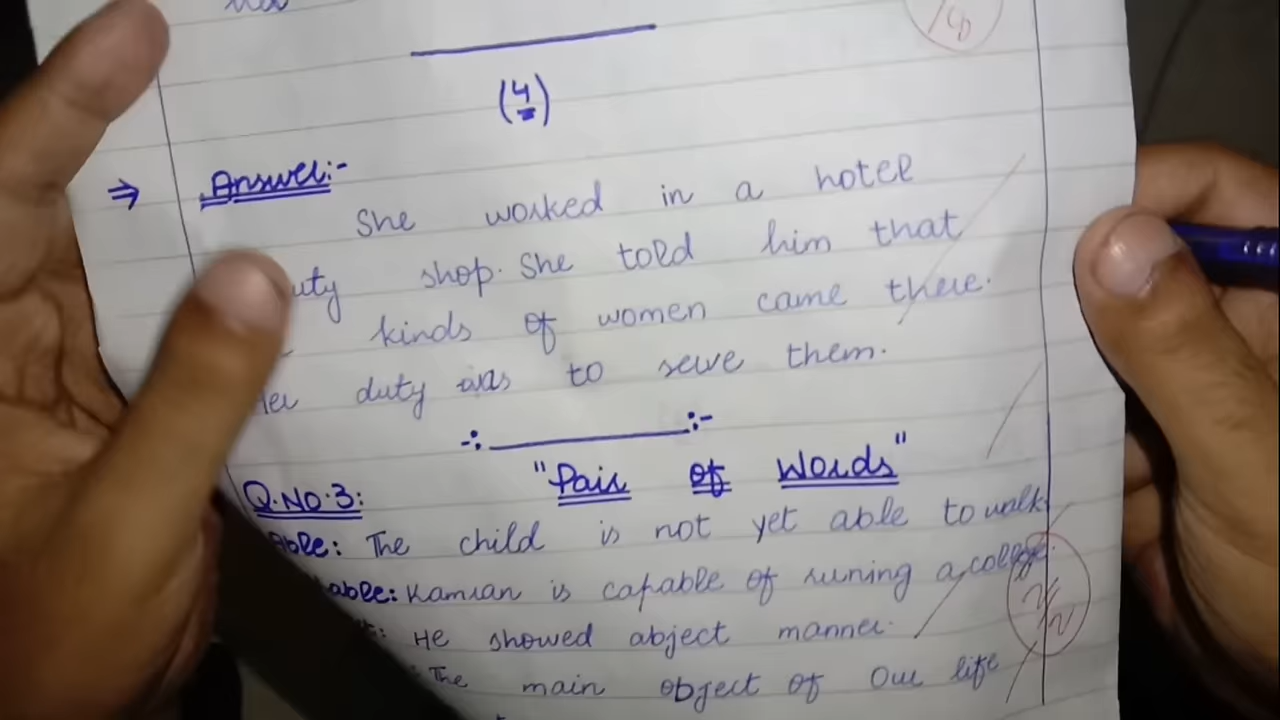 (4)
⇒ Answer:-
She worked in a hotel
shop. She told him that
kinds of women came there.
duty was to serve them.
-: :-
"Pair of Words"
Q.NO.3:
Able: The child is not yet able to walk
Kamran is capable of runing a college.
He showed abject manner.
The main object of our life